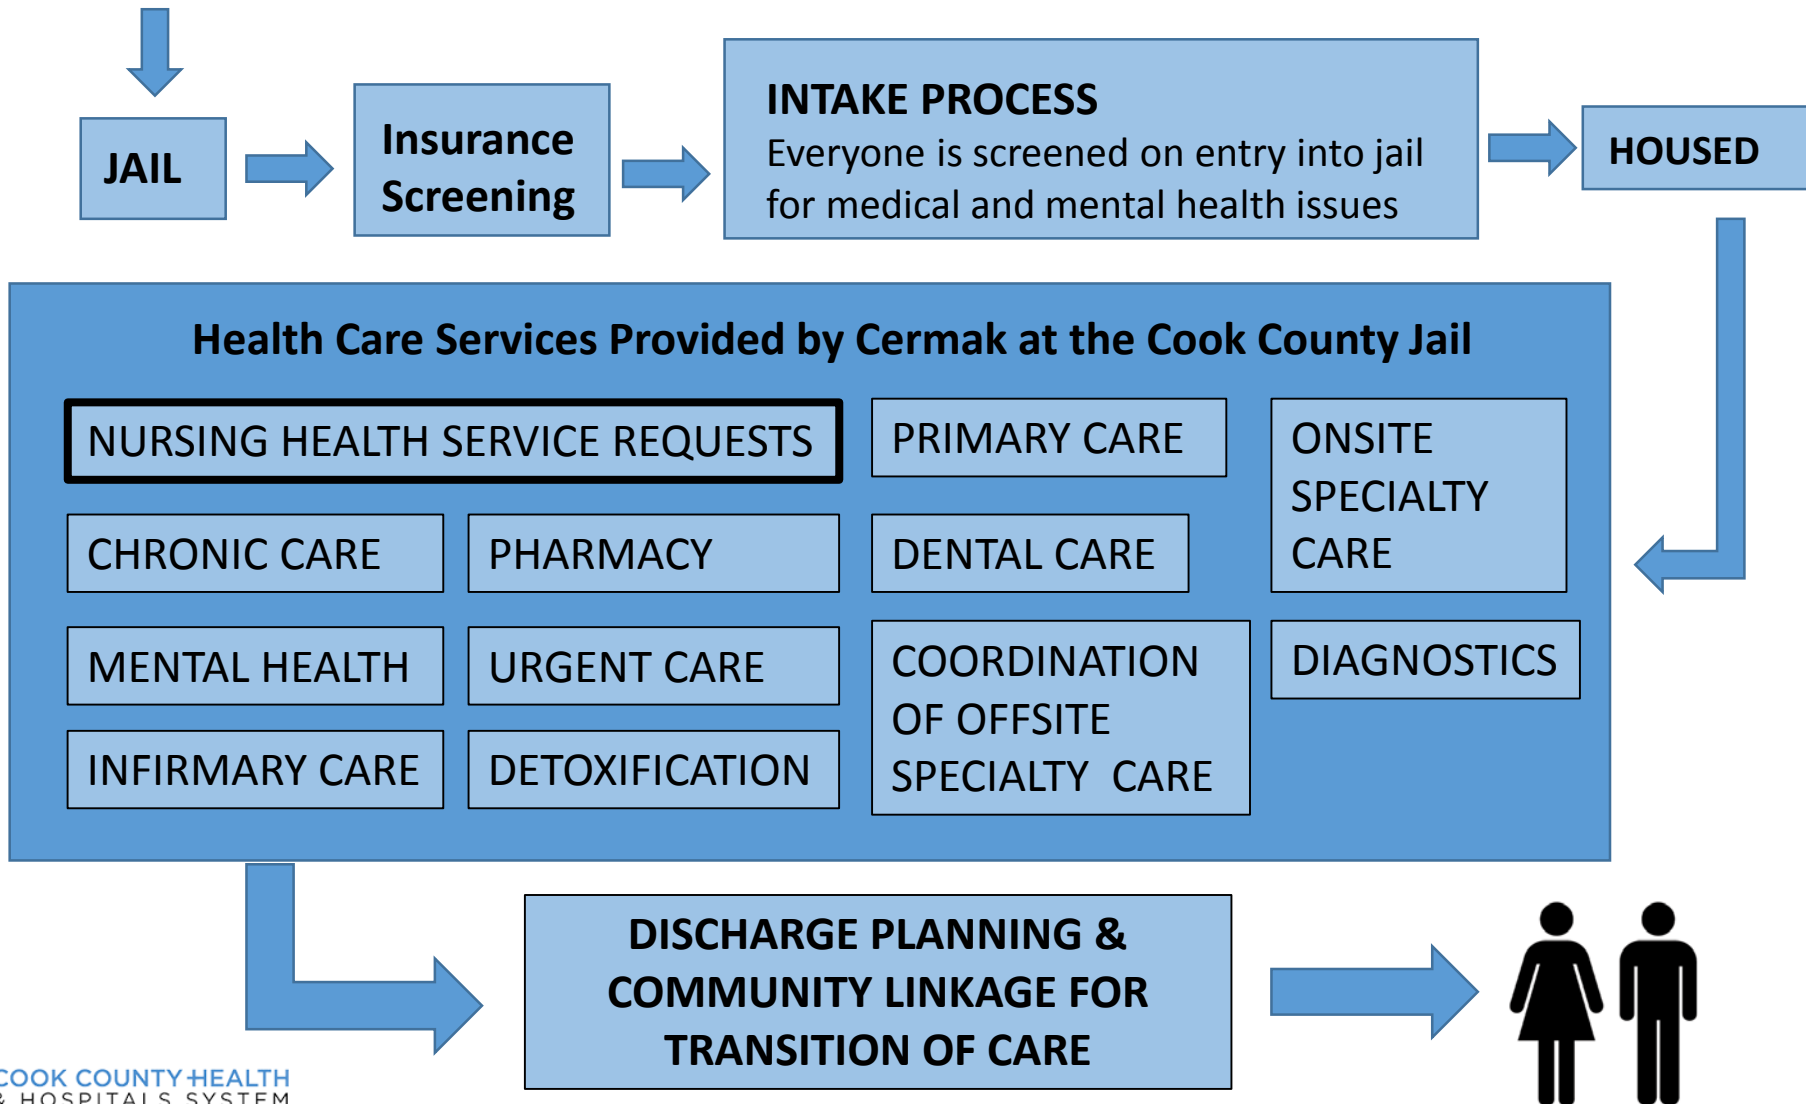 JAIL
Insurance
Screening
INTAKE PROCESS
Everyone is screened on entry into jail
for medical and mental health issues
HOUSED
Health Care Services Provided by Cermak at the Cook County Jail
NURSING HEALTH SERVICE REQUESTS
PRIMARY CARE
ONSITE
SPECIALTY
CARE
CHRONIC CARE
PHARMACY
DENTAL CARE
MENTAL HEALTH
URGENT CARE
COORDINATION
OF OFFSITE
SPECIALTY CARE
DIAGNOSTICS
INFIRMARY CARE
DETOXIFICATION
DISCHARGE PLANNING &
COMMUNITY LINKAGE FOR
TRANSITION OF CARE
COOK COUNTY HEALTH
& HOSPITALS SYSTEM